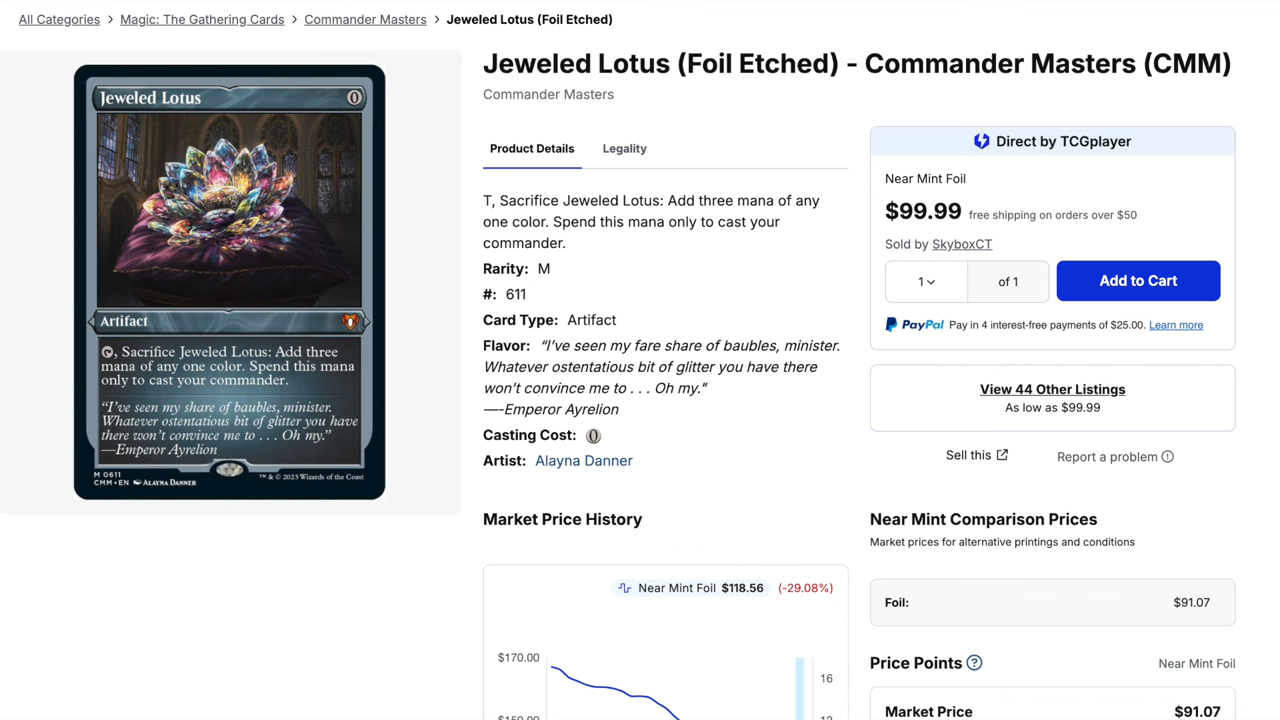 All Categories > Magic: The Gathering Cards > Commander Masters > Jeweled Lotus (Foil Etched)
Jeweled Lotus 0
Artifact
, Sacrifice Jeweled Lotus: Add three
mana of any one color. Spend this mana
only to cast your commander.
“I’ve seen my share of baubles, minister.
Whatever ostentatious bit of glitter you have
there won’t convince me to . . . Oh my.”
—Emperor Ayrelion
M 0611
CMM • EN ALAYNA DANNER
™ & © 2023 Wizards of the Coast
Jeweled Lotus (Foil Etched) - Commander Masters (CMM)
Commander Masters
Product Details Legality
T, Sacrifice Jeweled Lotus: Add three mana of any
one color. Spend this mana only to cast your
commander.
Rarity: M
#: 611
Card Type: Artifact
Flavor: “I’ve seen my fare share of baubles, minister.
Whatever ostentatious bit of glitter you have there
won’t convince me to . . . Oh my."
—-Emperor Ayrelion
Casting Cost: 0
Artist: Alayna Danner
Direct by TCGplayer
Near Mint Foil
$99.99 free shipping on orders over $50
Sold by SkyboxCT
1 of 1 Add to Cart
PayPal Pay in 4 interest-free payments of $25.00. Learn more
View 44 Other Listings
As low as $99.99
Sell this Report a problem
Market Price History
Near Mint Foil $118.56 (-29.08%)
$170.00
16
$150.00
12
Near Mint Comparison Prices
Market prices for alternative printings and conditions
Foil: $91.07
Price Points ? Near Mint Foil
Market Price $91.07